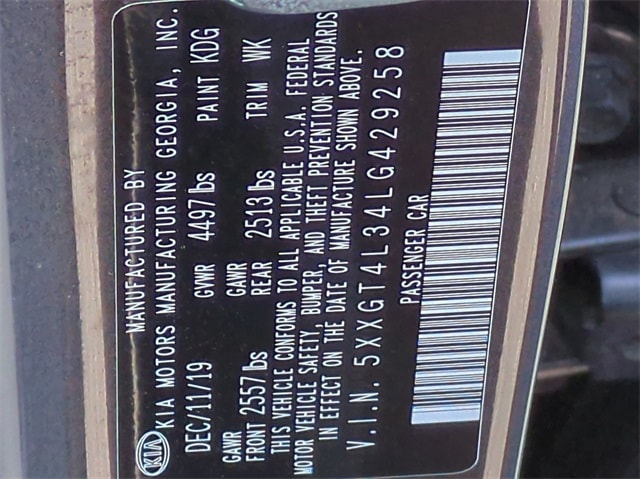 MANUFACTURED BY
KIA KIA MOTORS MANUFACTURING GEORGIA, INC.
DEC/11/19 GVWR 4497 lbs PAINT KDG
GAWR FRONT 2557 lbs GAWR REAR 2513 lbs TRIM WK
THIS VEHICLE CONFORMS TO ALL APPLICABLE U.S.A. FEDERAL
MOTOR VEHICLE SAFETY, BUMPER, AND THEFT PREVENTION STANDARDS
IN EFFECT ON THE DATE OF MANUFACTURE SHOWN ABOVE.
V.I.N. 5XXGT4L34LG429258
PASSENGER CAR